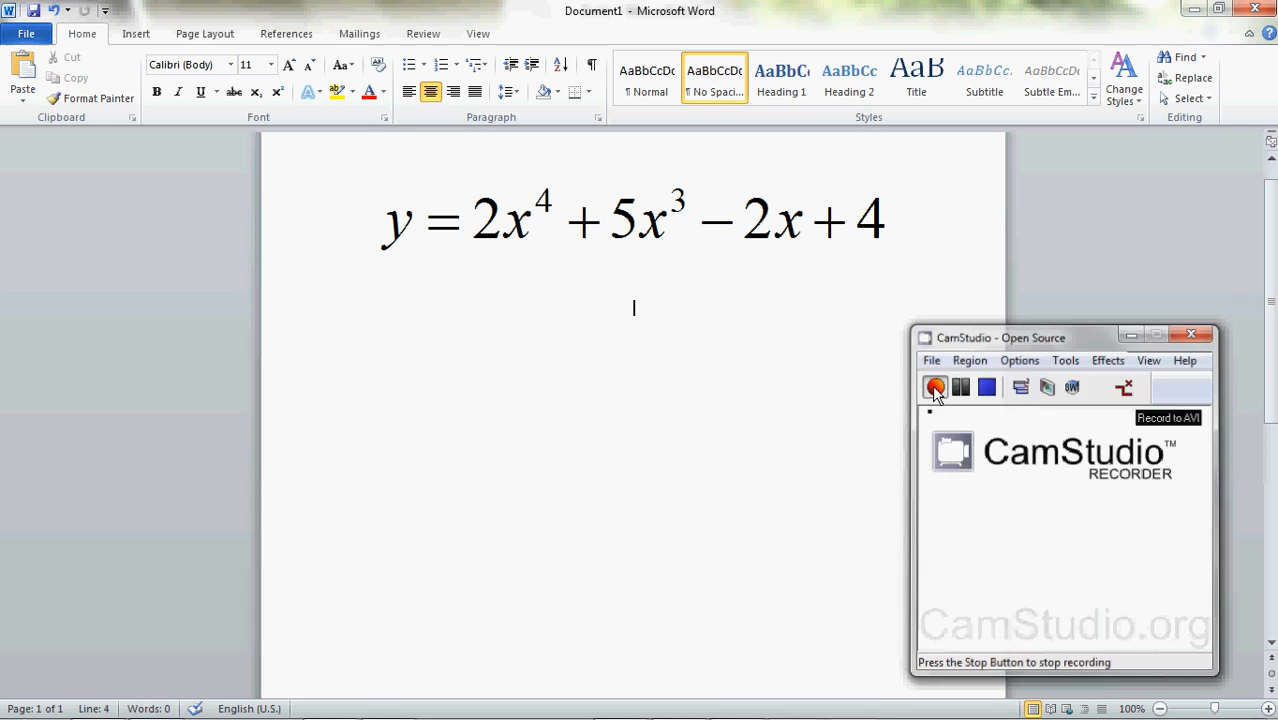 Document1 - Microsoft Word
File Home Insert Page Layout References Mailings Review View
Paste
Cut
Copy
Format Painter
Clipboard
Calibri (Body) 11
Font
Paragraph
AaBbCcDc AaBbCcDc AaBbCc AaBbCc AaB AaBbCc. AaBbCcDc
¶ Normal ¶ No Spaci... Heading 1 Heading 2 Title Subtitle Subtle Em...
Change
Styles
Styles
Find
Replace
Select
Editing
y = 2x⁴ + 5x³ − 2x + 4
CamStudio - Open Source
File Region Options Tools Effects View Help
Record to AVI
CamStudio™
RECORDER
CamStudio.org
Press the Stop Button to stop recording
Page: 1 of 1 Line: 4 Words: 0 English (U.S.) 100%